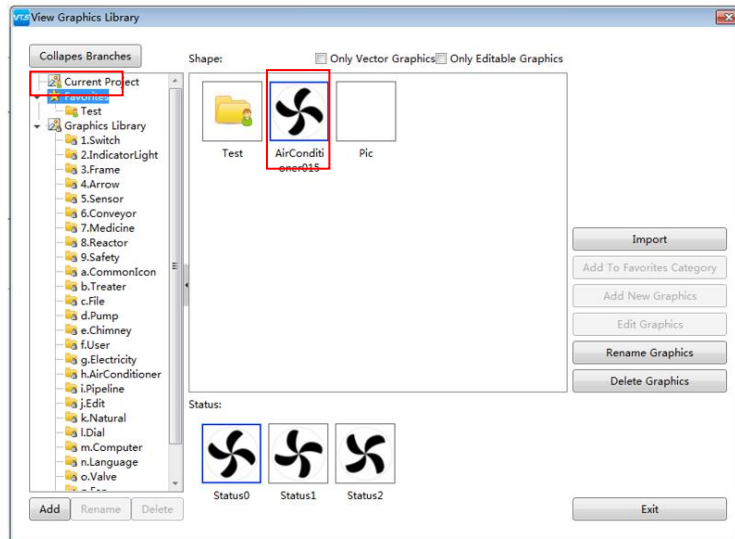 VTS View Graphics Library
Collapes Branches
Shape:
Only Vector Graphics
Only Editable Graphics
Current Project
Favorites
Test
Graphics Library
1.Switch
2.IndicatorLight
3.Frame
4.Arrow
5.Sensor
6.Conveyor
7.Medicine
8.Reactor
9.Safety
a.CommonIcon
b.Treater
c.File
d.Pump
e.Chimney
f.User
g.Electricity
h.AirConditioner
i.Pipeline
j.Edit
k.Natural
l.Dial
m.Computer
n.Language
o.Valve
Add
Rename
Delete
Test
AirConditi
oner015
Pic
Status:
Status0
Status1
Status2
Import
Add To Favorites Category
Add New Graphics
Edit Graphics
Rename Graphics
Delete Graphics
Exit